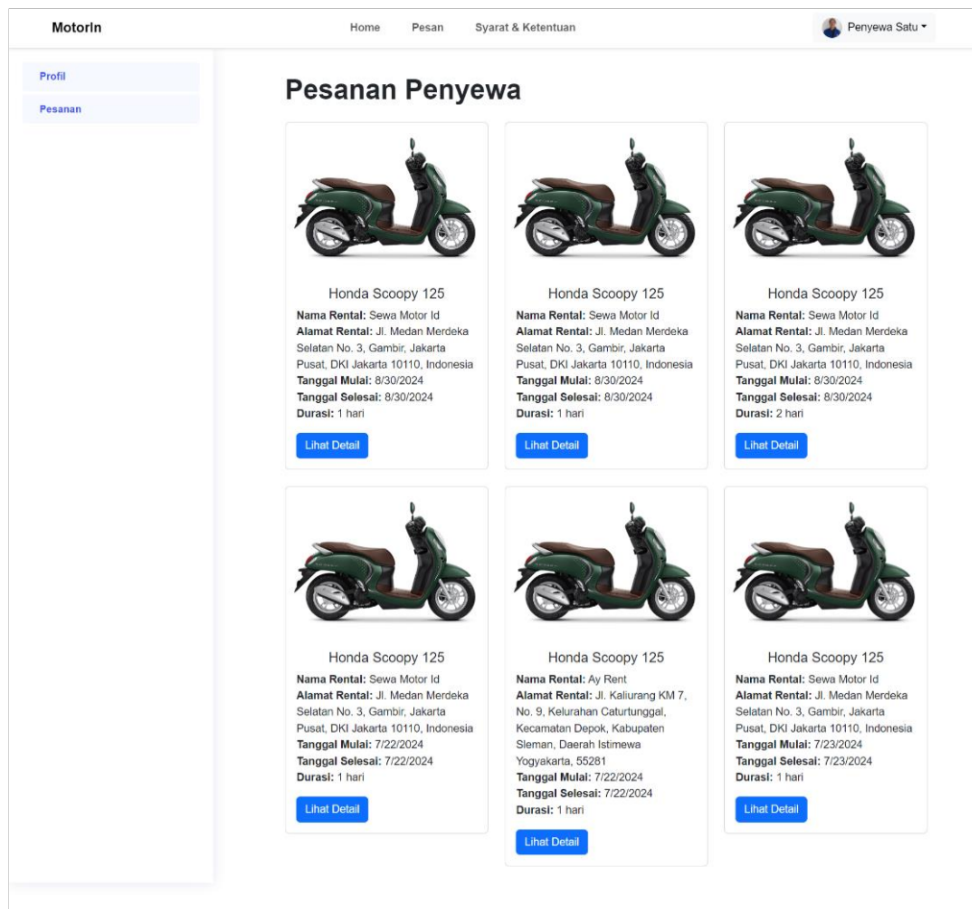 MotorIn
Home
Pesan
Syarat & Ketentuan
Penyewa Satu
Profil
Pesanan
Pesanan Penyewa
Honda Scoopy 125
Nama Rental: Sewa Motor Id
Alamat Rental: Jl. Medan Merdeka
Selatan No. 3, Gambir, Jakarta
Pusat, DKI Jakarta 10110, Indonesia
Tanggal Mulai: 8/30/2024
Tanggal Selesai: 8/30/2024
Durasi: 1 hari
Lihat Detail
Honda Scoopy 125
Nama Rental: Sewa Motor Id
Alamat Rental: Jl. Medan Merdeka
Selatan No. 3, Gambir, Jakarta
Pusat, DKI Jakarta 10110, Indonesia
Tanggal Mulai: 8/30/2024
Tanggal Selesai: 8/30/2024
Durasi: 1 hari
Lihat Detail
Honda Scoopy 125
Nama Rental: Sewa Motor Id
Alamat Rental: Jl. Medan Merdeka
Selatan No. 3, Gambir, Jakarta
Pusat, DKI Jakarta 10110, Indonesia
Tanggal Mulai: 8/30/2024
Tanggal Selesai: 8/30/2024
Durasi: 2 hari
Lihat Detail
Honda Scoopy 125
Nama Rental: Sewa Motor Id
Alamat Rental: Jl. Medan Merdeka
Selatan No. 3, Gambir, Jakarta
Pusat, DKI Jakarta 10110, Indonesia
Tanggal Mulai: 7/22/2024
Tanggal Selesai: 7/22/2024
Durasi: 1 hari
Lihat Detail
Honda Scoopy 125
Nama Rental: Ay Rent
Alamat Rental: Jl. Kaliurang KM 7,
No. 9, Kelurahan Caturtunggal,
Kecamatan Depok, Kabupaten
Sleman, Daerah Istimewa
Yogyakarta, 55281
Tanggal Mulai: 7/22/2024
Tanggal Selesai: 7/22/2024
Durasi: 1 hari
Lihat Detail
Honda Scoopy 125
Nama Rental: Sewa Motor Id
Alamat Rental: Jl. Medan Merdeka
Selatan No. 3, Gambir, Jakarta
Pusat, DKI Jakarta 10110, Indonesia
Tanggal Mulai: 7/23/2024
Tanggal Selesai: 7/23/2024
Durasi: 1 hari
Lihat Detail